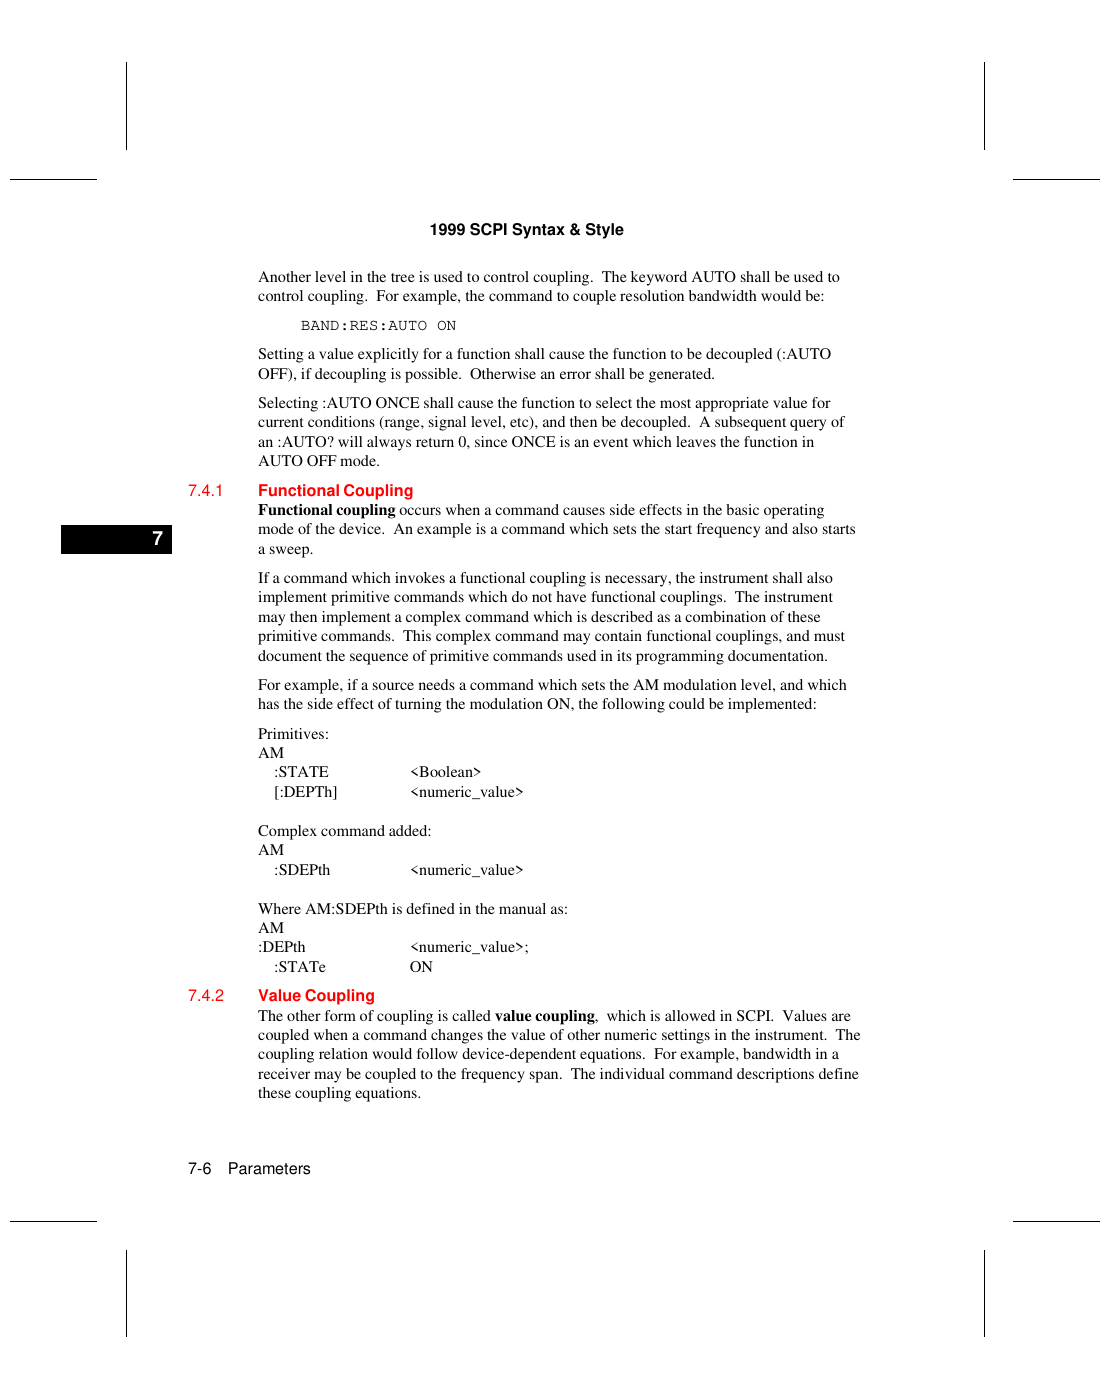 1999 SCPI Syntax & Style
Another level in the tree is used to control coupling.  The keyword AUTO shall be used to
control coupling.  For example, the command to couple resolution bandwidth would be:
BAND:RES:AUTO ON
Setting a value explicitly for a function shall cause the function to be decoupled (:AUTO
OFF), if decoupling is possible.  Otherwise an error shall be generated.
Selecting :AUTO ONCE shall cause the function to select the most appropriate value for
current conditions (range, signal level, etc), and then be decoupled.  A subsequent query of
an :AUTO? will always return 0, since ONCE is an event which leaves the function in
AUTO OFF mode.
7.4.1 Functional Coupling
Functional coupling occurs when a command causes side effects in the basic operating
mode of the device.  An example is a command which sets the start frequency and also starts
7
a sweep.
If a command which invokes a functional coupling is necessary, the instrument shall also
implement primitive commands which do not have functional couplings.  The instrument
may then implement a complex command which is described as a combination of these
primitive commands.  This complex command may contain functional couplings, and must
document the sequence of primitive commands used in its programming documentation.
For example, if a source needs a command which sets the AM modulation level, and which
has the side effect of turning the modulation ON, the following could be implemented:
Primitives:
AM
:STATE <Boolean>
[:DEPTh] <numeric_value>
Complex command added:
AM
:SDEPth <numeric_value>
Where AM:SDEPth is defined in the manual as:
AM
:DEPth <numeric_value>;
:STATe ON
7.4.2 Value Coupling
The other form of coupling is called value coupling,  which is allowed in SCPI.  Values are
coupled when a command changes the value of other numeric settings in the instrument.  The
coupling relation would follow device-dependent equations.  For example, bandwidth in a
receiver may be coupled to the frequency span.  The individual command descriptions define
these coupling equations.
7-6 Parameters